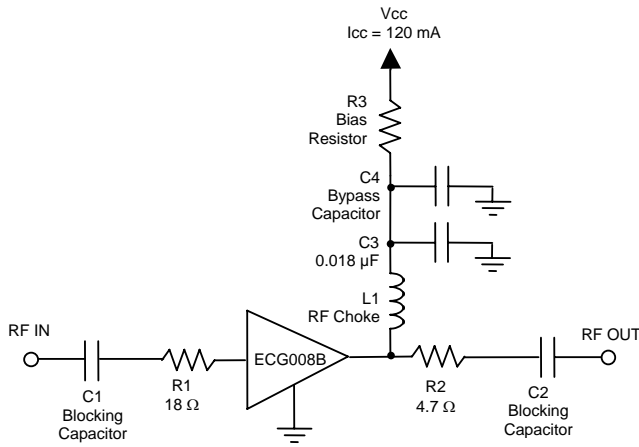 Vcc
Icc = 120 mA
R3
Bias
Resistor
C4
Bypass
Capacitor
C3
0.018 µF
L1
RF Choke
RF IN
RF OUT
ECG008B
C1
Blocking
Capacitor
R1
18 Ω
R2
4.7 Ω
C2
Blocking
Capacitor